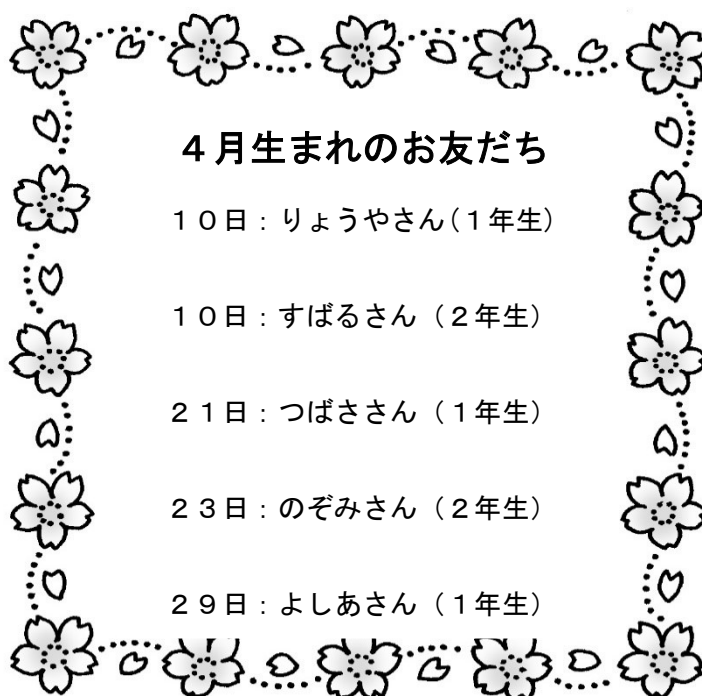 ４月生まれのお友だち
１０日：りょうやさん（１年生）
１０日：すばるさん（２年生）
２１日：つばささん（１年生）
２３日：のぞみさん（２年生）
２９日：よしあさん（１年生）